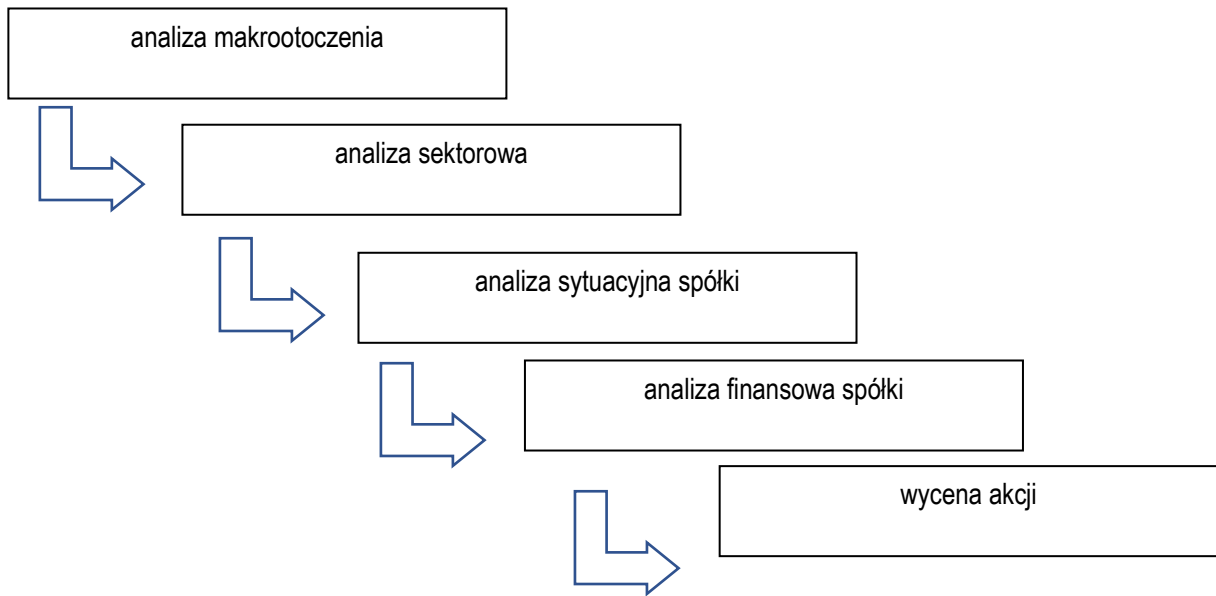 analiza makrootoczenia
analiza sektorowa
analiza sytuacyjna spółki
analiza finansowa spółki
wycena akcji